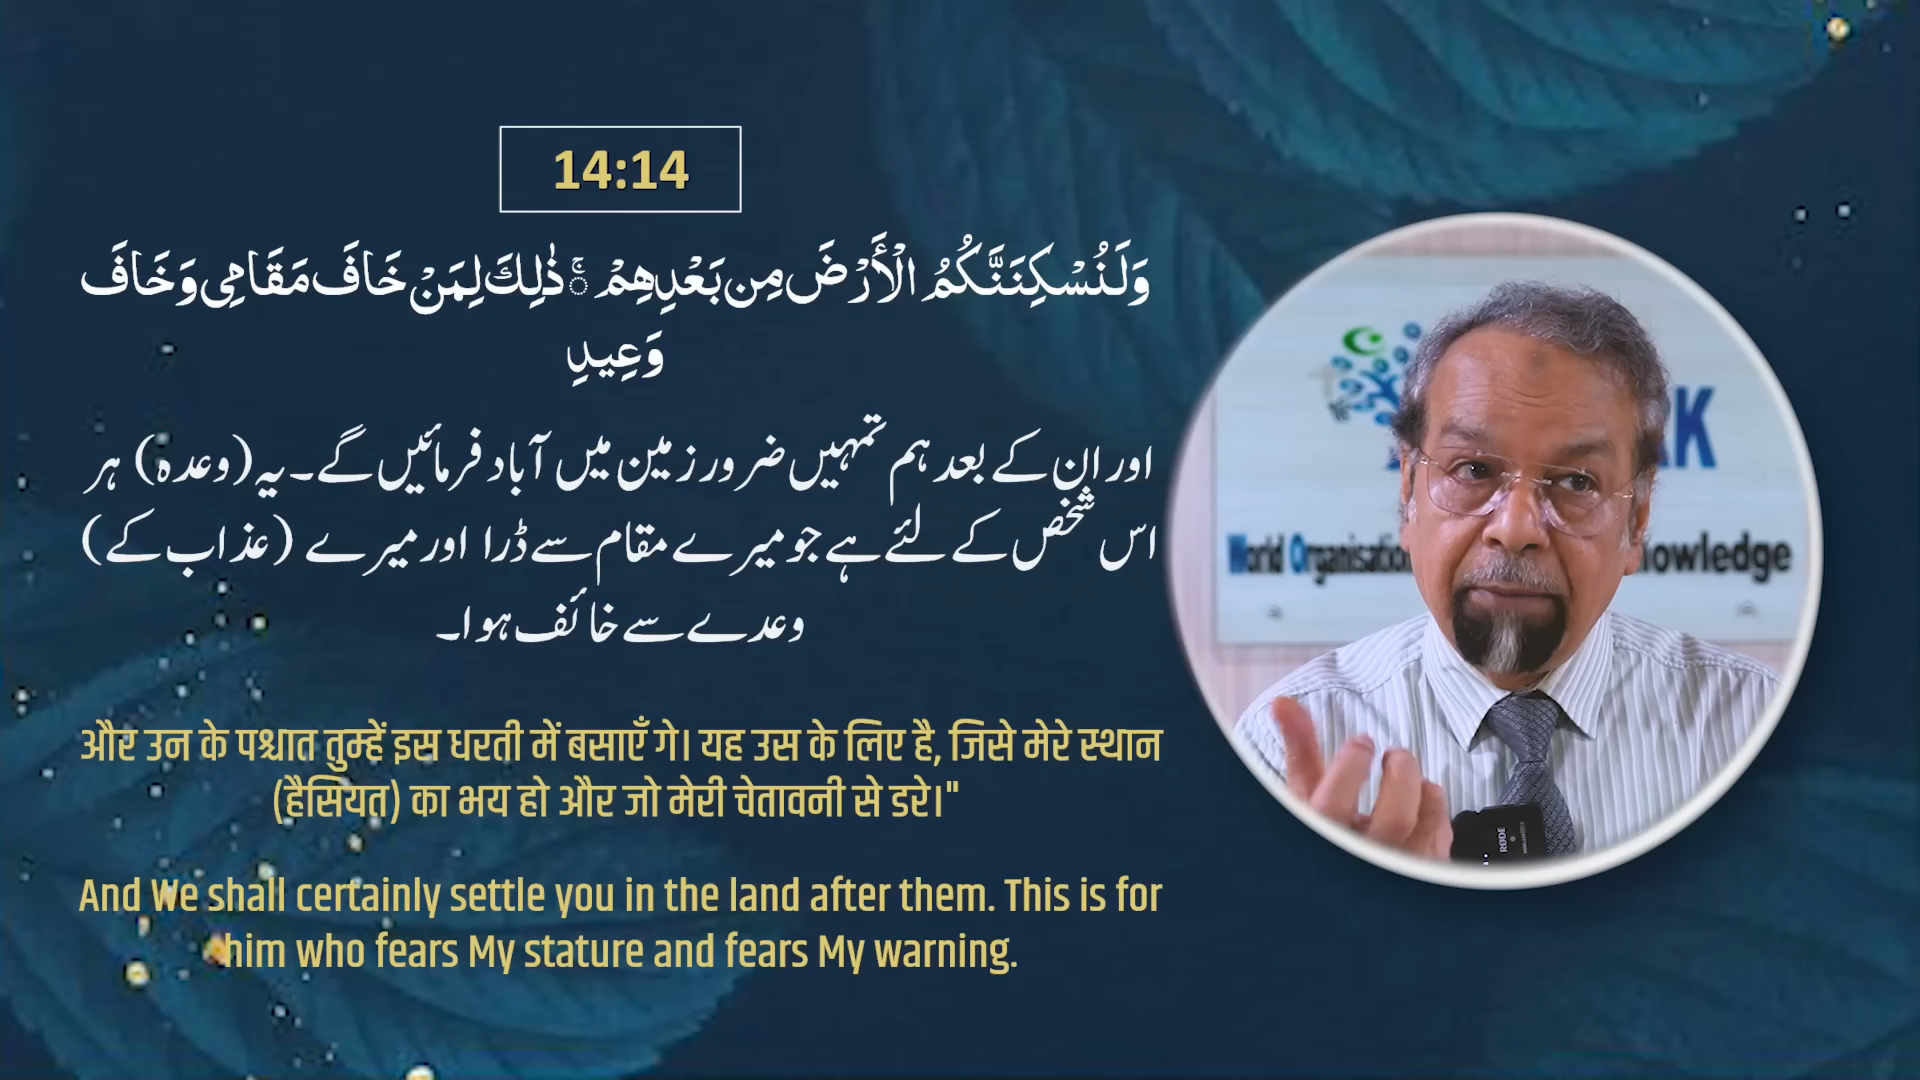 14:14
وَلَنُسْكِنَنَّكُمُ الْأَرْضَ مِن بَعْدِهِمْ ۚ ذَٰلِكَ لِمَنْ خَافَ مَقَامِي وَخَافَ
وَعِيدِ
اور ان کے بعد ہم تمہیں ضرور زمین میں آباد فرمائیں گے۔ یہ (وعدہ) ہر
اس شخص کے لئے ہے جو میرے مقام سے ڈرا اور میرے (عذاب کے)
وعدے سے خائف ہوا۔
और उन के पश्चात तुम्हें इस धरती में बसाएँ गे। यह उस के लिए है, जिसे मेरे स्थान
(हैसियत) का भय हो और जो मेरी चेतावनी से डरे।"
And We shall certainly settle you in the land after them. This is for
him who fears My stature and fears My warning.
AK
World Organisation
nowledge
RØDE